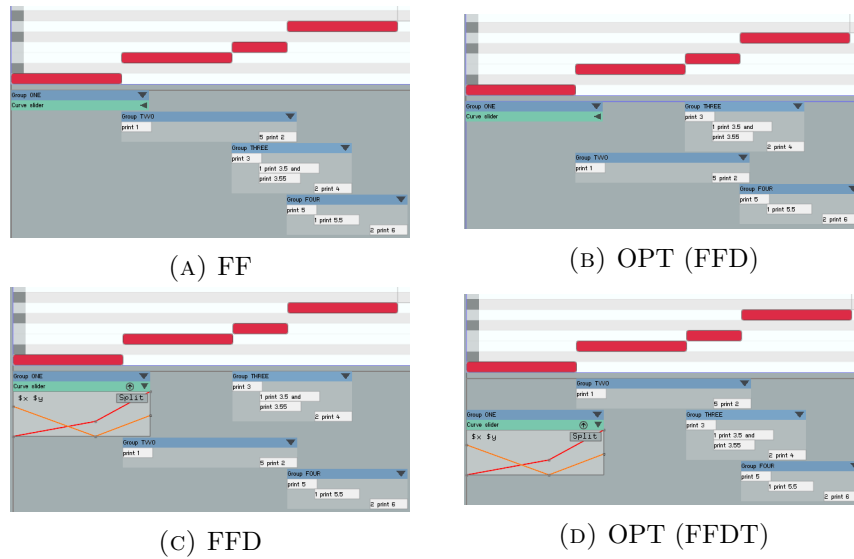 Group ONE
Curve slider
Group TWO
print 1
5 print 2
Group THREE
print 3
1 print 3.5 and
print 3.55
2 print 4
Group FOUR
print 5
1 print 5.5
2 print 6
(A) FF
Group ONE
Curve slider
Group THREE
print 3
1 print 3.5 and
print 3.55
2 print 4
Group TWO
print 1
5 print 2
Group FOUR
print 5
1 print 5.5
2 print 6
(B) OPT (FFD)
Group ONE
Curve slider
$x $y
Split
Group THREE
print 3
1 print 3.5 and
print 3.55
2 print 4
Group TWO
print 1
5 print 2
Group FOUR
print 5
1 print 5.5
2 print 6
(C) FFD
Group TWO
print 1
5 print 2
Group ONE
Curve slider
$x $y
Split
Group THREE
print 3
1 print 3.5 and
print 3.55
2 print 4
Group FOUR
print 5
1 print 5.5
2 print 6
(D) OPT (FFDT)